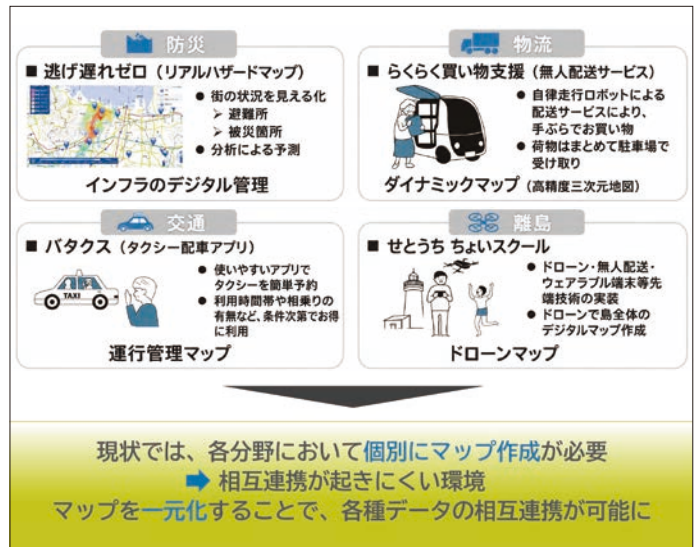 防災
■ 逃げ遅れゼロ（リアルハザードマップ）
● 街の状況を見える化
➢ 避難所
➢ 被災箇所
● 分析による予測
インフラのデジタル管理
物流
■ らくらく買い物支援（無人配送サービス）
● 自律走行ロボットによる
配送サービスにより、
手ぶらでお買い物
● 荷物はまとめて駐車場で
受け取り
ダイナミックマップ（高精度三次元地図）
交通
■ バタクス（タクシー配車アプリ）
TAXI
● 使いやすいアプリで
タクシーを簡単予約
● 利用時間帯や相乗りの
有無など、条件次第でお得
に利用
運行管理マップ
離島
■ せとうち ちょいスクール
● ドローン・無人配送・
ウェアラブル端末等先
端技術の実装
● ドローンで島全体の
デジタルマップ作成
ドローンマップ
現状では、各分野において個別にマップ作成が必要
➡ 相互連携が起きにくい環境
マップを一元化することで、各種データの相互連携が可能に